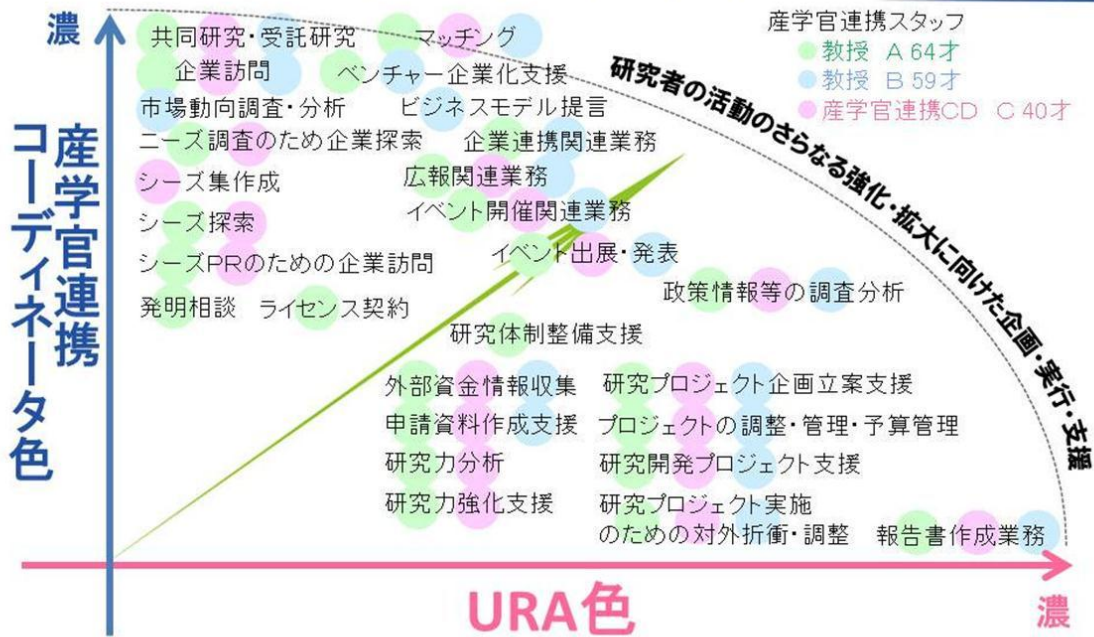 濃
産学官連携
コーディネータ色
産学官連携スタッフ
教授 A 64才
教授 B 59才
産学官連携CD C 40才
共同研究・受託研究
マッチング
企業訪問
ベンチャー企業化支援
市場動向調査・分析
ビジネスモデル提言
ニーズ調査のため企業探索
企業連携関連業務
シーズ集作成
広報関連業務
シーズ探索
イベント開催関連業務
シーズPRのための企業訪問
イベント出展・発表
発明相談
ライセンス契約
政策情報等の調査分析
研究体制整備支援
外部資金情報収集
研究プロジェクト企画立案支援
申請資料作成支援
プロジェクトの調整・管理・予算管理
研究力分析
研究開発プロジェクト支援
研究力強化支援
研究プロジェクト実施
のための対外折衝・調整
報告書作成業務
研究者の活動のさらなる強化・拡大に向けた企画・実行・支援
URA色
濃